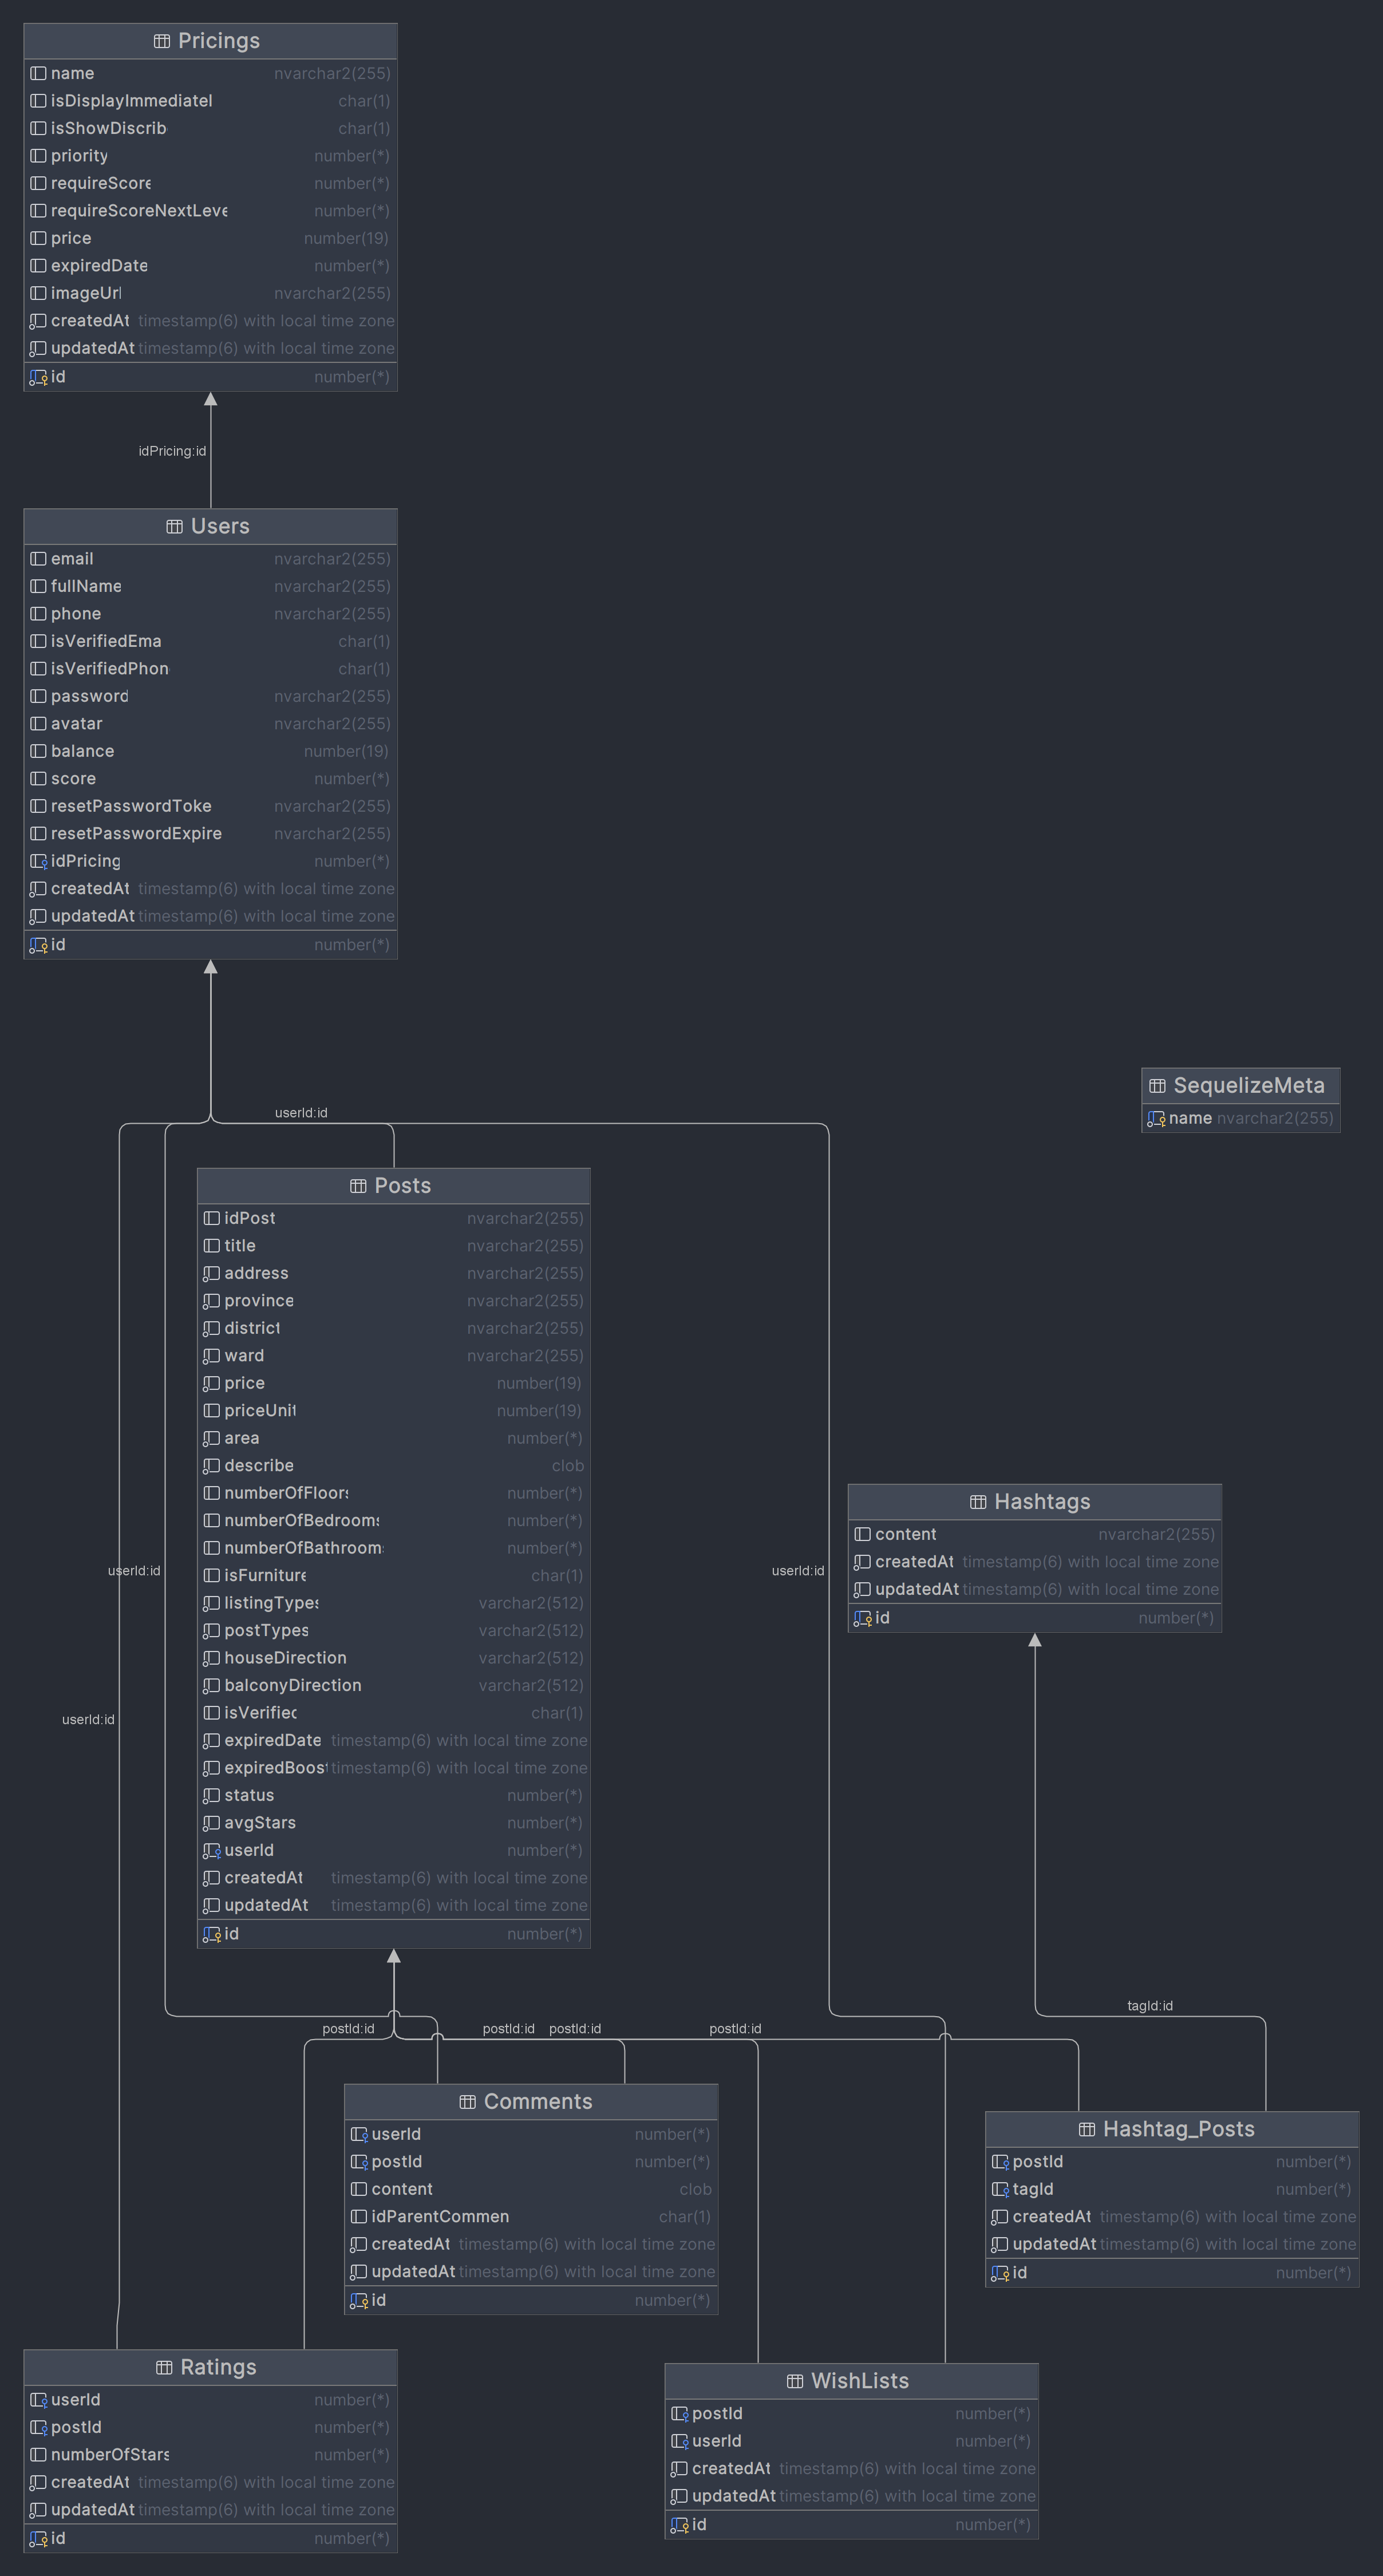 Pricings
name nvarchar2(255)
isDisplayImmediatel char(1)
isShowDiscrib char(1)
priority number(*)
requireScore number(*)
requireScoreNextLeve number(*)
price number(19)
expiredDate number(*)
imageUrl nvarchar2(255)
createdAt timestamp(6) with local time zone
updatedAt timestamp(6) with local time zone
id number(*)
idPricing:id
Users
email nvarchar2(255)
fullName nvarchar2(255)
phone nvarchar2(255)
isVerifiedEma char(1)
isVerifiedPhon char(1)
password nvarchar2(255)
avatar nvarchar2(255)
balance number(19)
score number(*)
resetPasswordToke nvarchar2(255)
resetPasswordExpire nvarchar2(255)
idPricing number(*)
createdAt timestamp(6) with local time zone
updatedAt timestamp(6) with local time zone
id number(*)
SequelizeMeta
name nvarchar2(255)
userId:id
Posts
idPost nvarchar2(255)
title nvarchar2(255)
address nvarchar2(255)
province nvarchar2(255)
district nvarchar2(255)
ward nvarchar2(255)
price number(19)
priceUnit number(19)
area number(*)
describe clob
numberOfFloors number(*)
numberOfBedrooms number(*)
numberOfBathroom number(*)
isFurniture char(1)
listingTypes varchar2(512)
postTypes varchar2(512)
houseDirection varchar2(512)
balconyDirection varchar2(512)
isVerified char(1)
expiredDate timestamp(6) with local time zone
expiredBoost timestamp(6) with local time zone
status number(*)
avgStars number(*)
userId number(*)
createdAt timestamp(6) with local time zone
updatedAt timestamp(6) with local time zone
id number(*)
userId:id
userId:id
userId:id
Hashtags
content nvarchar2(255)
createdAt timestamp(6) with local time zone
updatedAt timestamp(6) with local time zone
id number(*)
tagId:id
postId:id
postId:id
postId:id
postId:id
Comments
userId number(*)
postId number(*)
content clob
idParentCommen char(1)
createdAt timestamp(6) with local time zone
updatedAt timestamp(6) with local time zone
id number(*)
Hashtag_Posts
postId number(*)
tagId number(*)
createdAt timestamp(6) with local time zone
updatedAt timestamp(6) with local time zone
id number(*)
Ratings
userId number(*)
postId number(*)
numberOfStars number(*)
createdAt timestamp(6) with local time zone
updatedAt timestamp(6) with local time zone
id number(*)
WishLists
postId number(*)
userId number(*)
createdAt timestamp(6) with local time zone
updatedAt timestamp(6) with local time zone
id number(*)